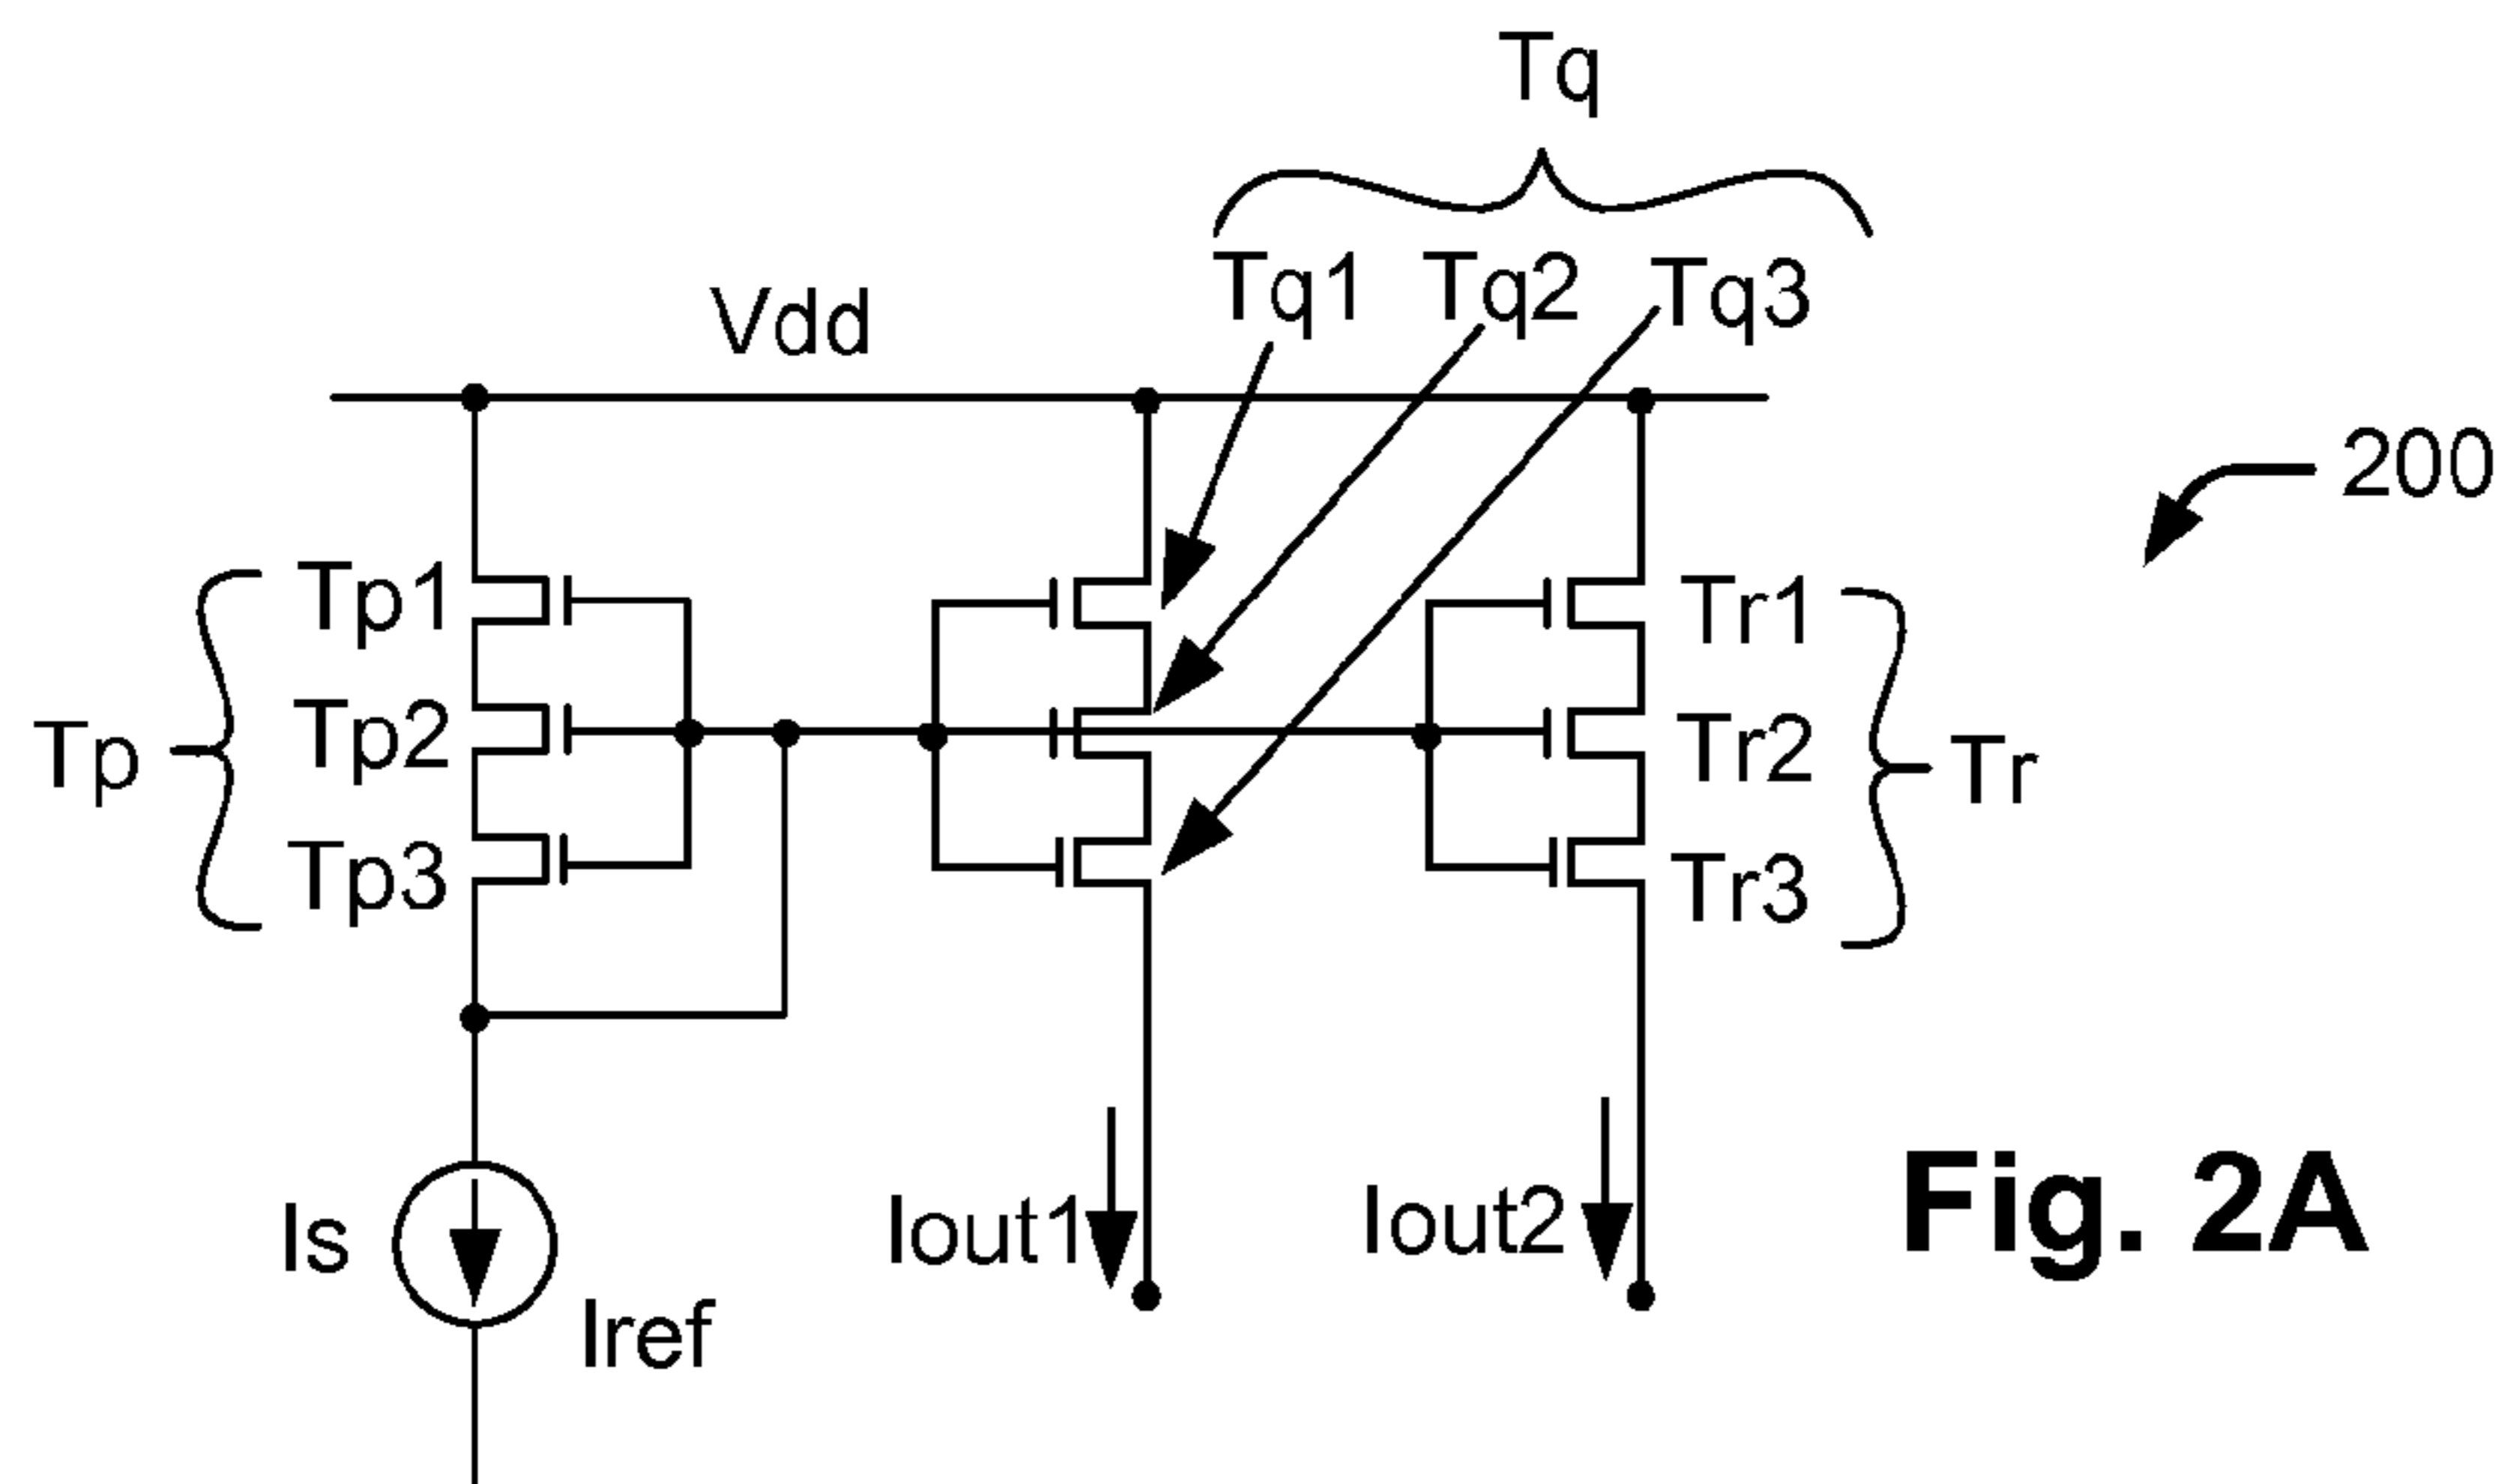 Tq
Tq1 Tq2 Tq3
Vdd
200
Tp1
Tp2
Tp3
Tp
Tr1
Tr2
Tr3
Tr
Is
Iref
Iout1
Iout2
Fig. 2A